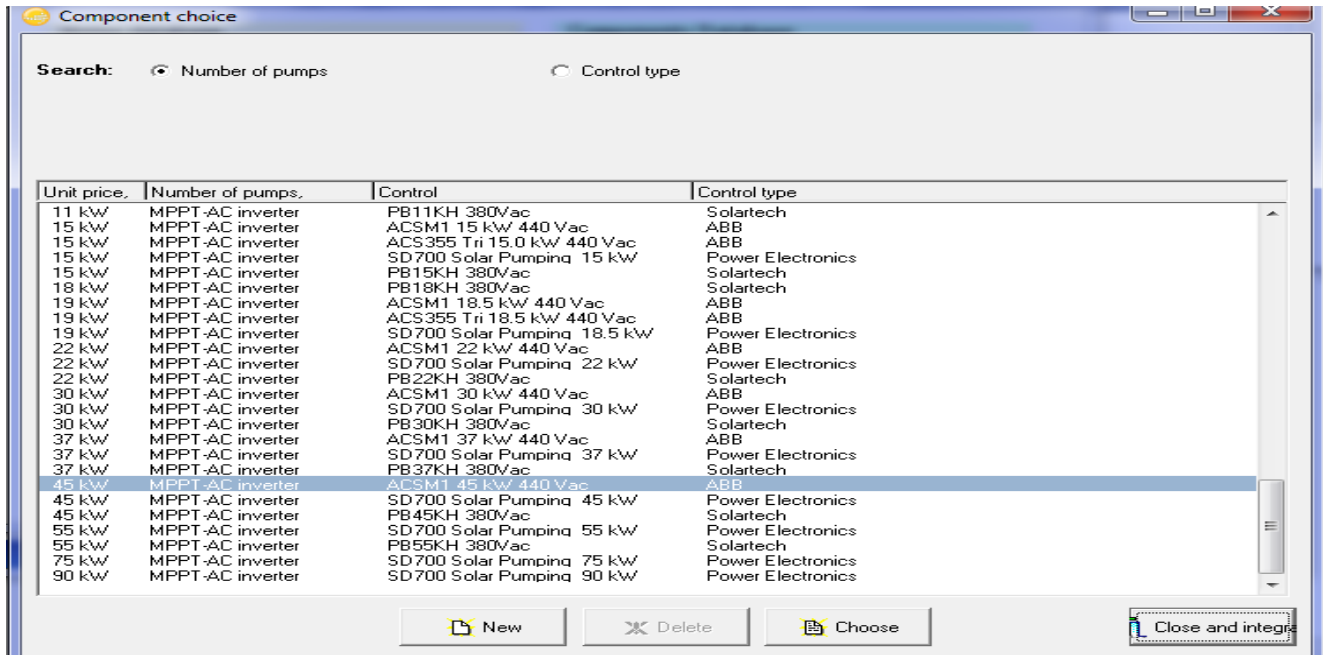 Component choice
Search: Number of pumps Control type
Unit price, Number of pumps, Control Control type
11 kW MPPT-AC inverter PB11KH 380Vac Solartech
15 kW MPPT-AC inverter ACSM1 15 kW 440 Vac ABB
15 kW MPPT-AC inverter ACS355 Tri 15.0 kW 440 Vac ABB
15 kW MPPT-AC inverter SD700 Solar Pumping 15 kW Power Electronics
15 kW MPPT-AC inverter PB15KH 380Vac Solartech
18 kW MPPT-AC inverter PB18KH 380Vac Solartech
19 kW MPPT-AC inverter ACSM1 18.5 kW 440 Vac ABB
19 kW MPPT-AC inverter ACS355 Tri 18.5 kW 440 Vac ABB
19 kW MPPT-AC inverter SD700 Solar Pumping 18.5 kW Power Electronics
22 kW MPPT-AC inverter ACSM1 22 kW 440 Vac ABB
22 kW MPPT-AC inverter SD700 Solar Pumping 22 kW Power Electronics
22 kW MPPT-AC inverter PB22KH 380Vac Solartech
30 kW MPPT-AC inverter ACSM1 30 kW 440 Vac ABB
30 kW MPPT-AC inverter SD700 Solar Pumping 30 kW Power Electronics
30 kW MPPT-AC inverter PB30KH 380Vac Solartech
37 kW MPPT-AC inverter ACSM1 37 kW 440 Vac ABB
37 kW MPPT-AC inverter SD700 Solar Pumping 37 kW Power Electronics
37 kW MPPT-AC inverter PB37KH 380Vac Solartech
45 kW MPPT-AC inverter ACSM1 45 kW 440 Vac ABB
45 kW MPPT-AC inverter SD700 Solar Pumping 45 kW Power Electronics
45 kW MPPT-AC inverter PB45KH 380Vac Solartech
55 kW MPPT-AC inverter SD700 Solar Pumping 55 kW Power Electronics
55 kW MPPT-AC inverter PB55KH 380Vac Solartech
75 kW MPPT-AC inverter SD700 Solar Pumping 75 kW Power Electronics
90 kW MPPT-AC inverter SD700 Solar Pumping 90 kW Power Electronics
New Delete Choose Close and integre